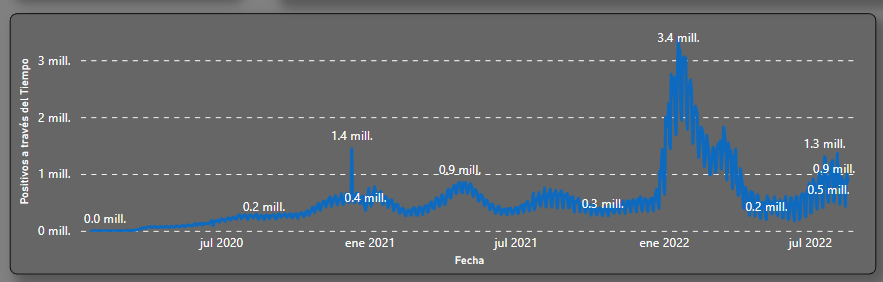 Positivos a través del Tiempo
3 mill.
2 mill.
1 mill.
0 mill.
0.0 mill.
0.2 mill.
1.4 mill.
0.4 mill.
0.9 mill.
0.3 mill.
3.4 mill.
0.2 mill.
1.3 mill.
0.9 mill.
0.5 mill.
jul 2020
ene 2021
jul 2021
ene 2022
jul 2022
Fecha